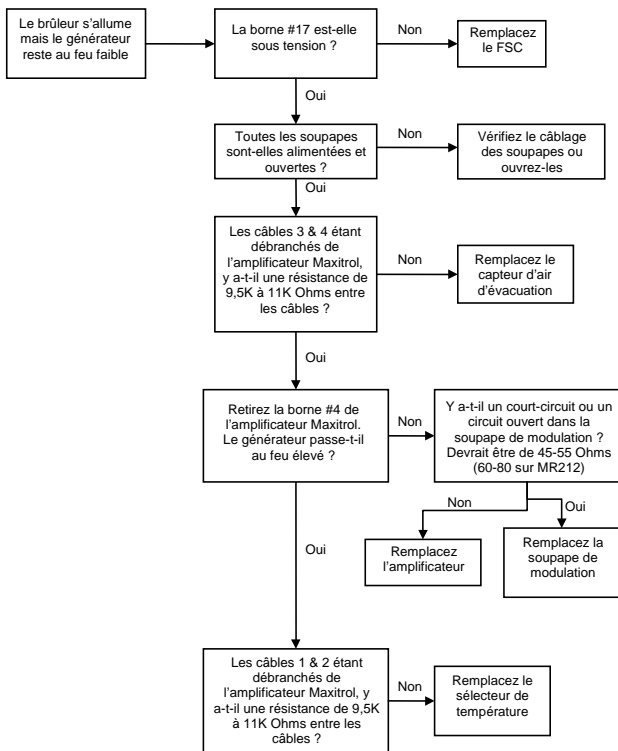 Le brûleur s'allume
mais le générateur
reste au feu faible
La borne #17 est-elle
sous tension ?
Non
Remplacez
le FSC
Oui
Toutes les soupapes
sont-elles alimentées et
ouvertes ?
Non
Vérifiez le câblage
des soupapes ou
ouvrez-les
Oui
Les câbles 3 & 4 étant
débranchés de
l'amplificateur Maxitrol,
y a-t-il une résistance de
9,5K à 11K Ohms entre
les câbles ?
Non
Remplacez le
capteur d'air
d'évacuation
Oui
Retirez la borne #4 de
l'amplificateur Maxitrol.
Le générateur passe-t-il
au feu élevé ?
Non
Y a-t-il un court-circuit ou un
circuit ouvert dans la
soupape de modulation ?
Devrait être de 45-55 Ohms
(60-80 sur MR212)
Non
Oui
Remplacez
l'amplificateur
Remplacez la
soupape de
modulation
Oui
Les câbles 1 & 2 étant
débranchés de
l'amplificateur Maxitrol, y
a-t-il une résistance de 9,5K
à 11K Ohms entre les
câbles ?
Non
Remplacez le
sélecteur de
température